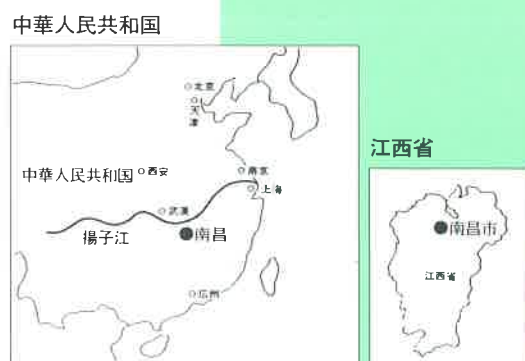 中華人民共和国
北京
天津
中華人民共和国
西安
南京
上海
武漢
揚子江
南昌
広州
江西省
南昌市
江西省